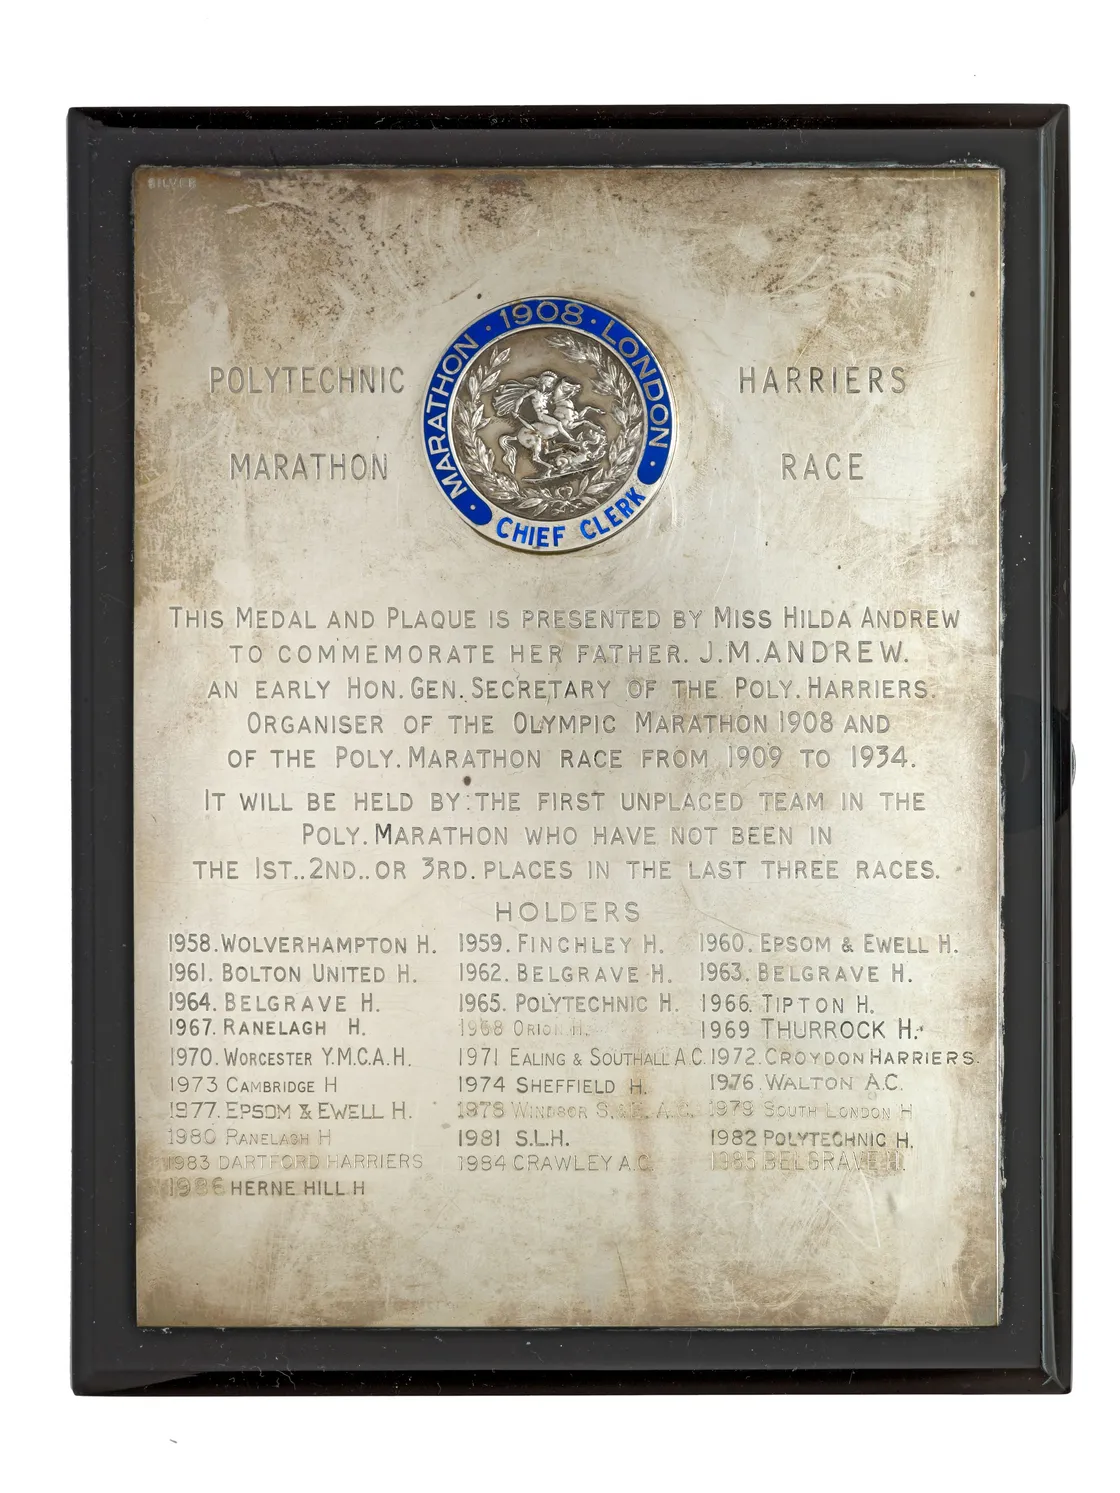 SILVER
MARATHON · 1908 · LONDON ·
CHIEF CLERK
POLYTECHNIC HARRIERS
MARATHON RACE
THIS MEDAL AND PLAQUE IS PRESENTED BY MISS HILDA ANDREW
TO COMMEMORATE HER FATHER. J.M.ANDREW.
AN EARLY HON. GEN. SECRETARY OF THE POLY. HARRIERS.
ORGANISER OF THE OLYMPIC MARATHON 1908 AND
OF THE POLY. MARATHON RACE FROM 1909 TO 1934.
IT WILL BE HELD BY: THE FIRST UNPLACED TEAM IN THE
POLY. MARATHON WHO HAVE NOT BEEN IN
THE 1ST.. 2ND.. OR 3RD. PLACES IN THE LAST THREE RACES.
HOLDERS
1958. WOLVERHAMPTON H. 1959. FINCHLEY H. 1960. EPSOM & EWELL H.
1961. BOLTON UNITED H. 1962. BELGRAVE H. 1963. BELGRAVE H.
1964. BELGRAVE H. 1965. POLYTECHNIC H. 1966. TIPTON H.
1967. RANELAGH H. 1968 ORION H. 1969 THURROCK H.
1970. WORCESTER Y.M.C.A.H. 1971 EALING & SOUTHALL A.C. 1972. CROYDON HARRIERS.
1973 CAMBRIDGE H 1974 SHEFFIELD H. 1976 WALTON A.C.
1977. EPSOM & EWELL H. 1978 WINDSOR S. & E. A.C. 1979 SOUTH LONDON H
1980 RANELAGH H 1981 S.L.H. 1982 POLYTECHNIC H.
1983 DARTFORD HARRIERS 1984 CRAWLEY A.C. 1985 BELGRAVE H.
1986 HERNE HILL H